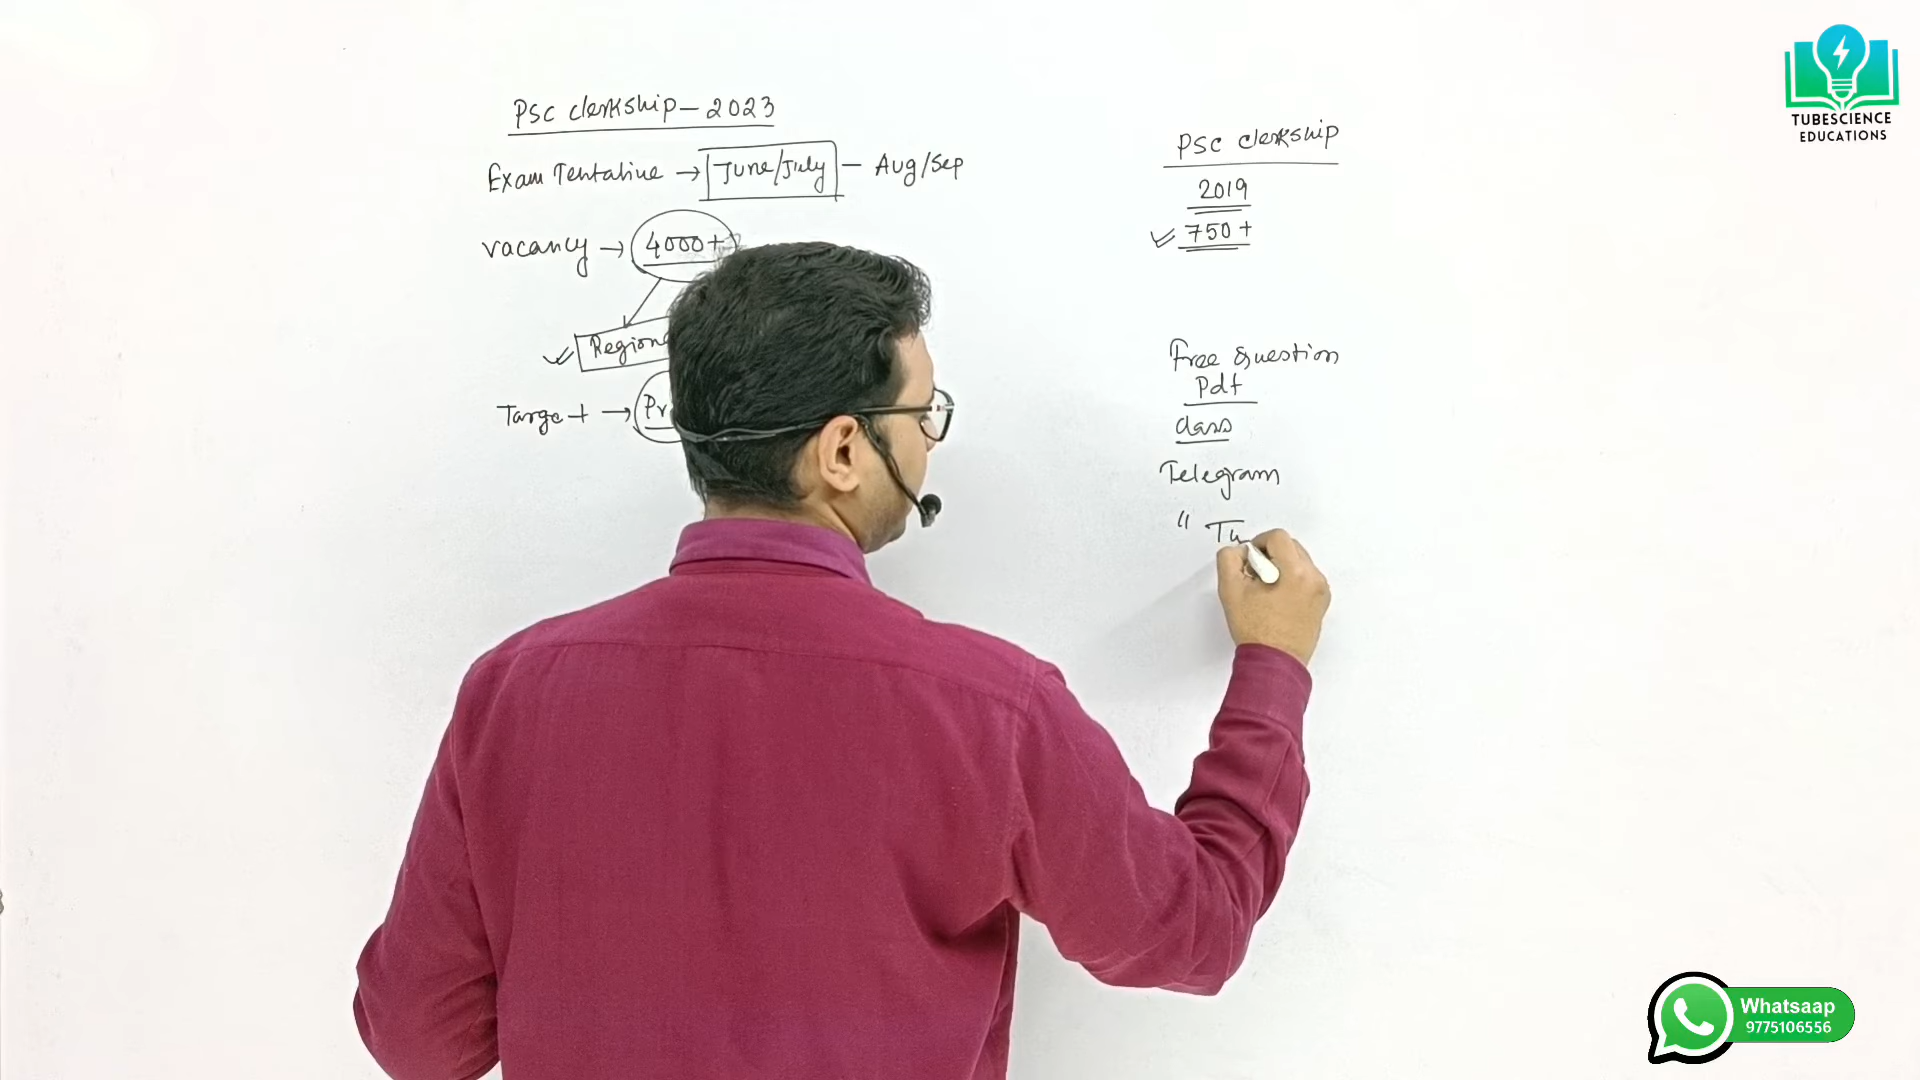 PSC clerkship – 2023
Exam Tentative → June/July – Aug/Sep
vacancy → 4000+
Region
Target → Pr
PSC clerkship
2019
750+
Free Question
Pdf
class
Telegram
" Tu
TUBESCIENCE
EDUCATIONS
Whatsaap
9775106556